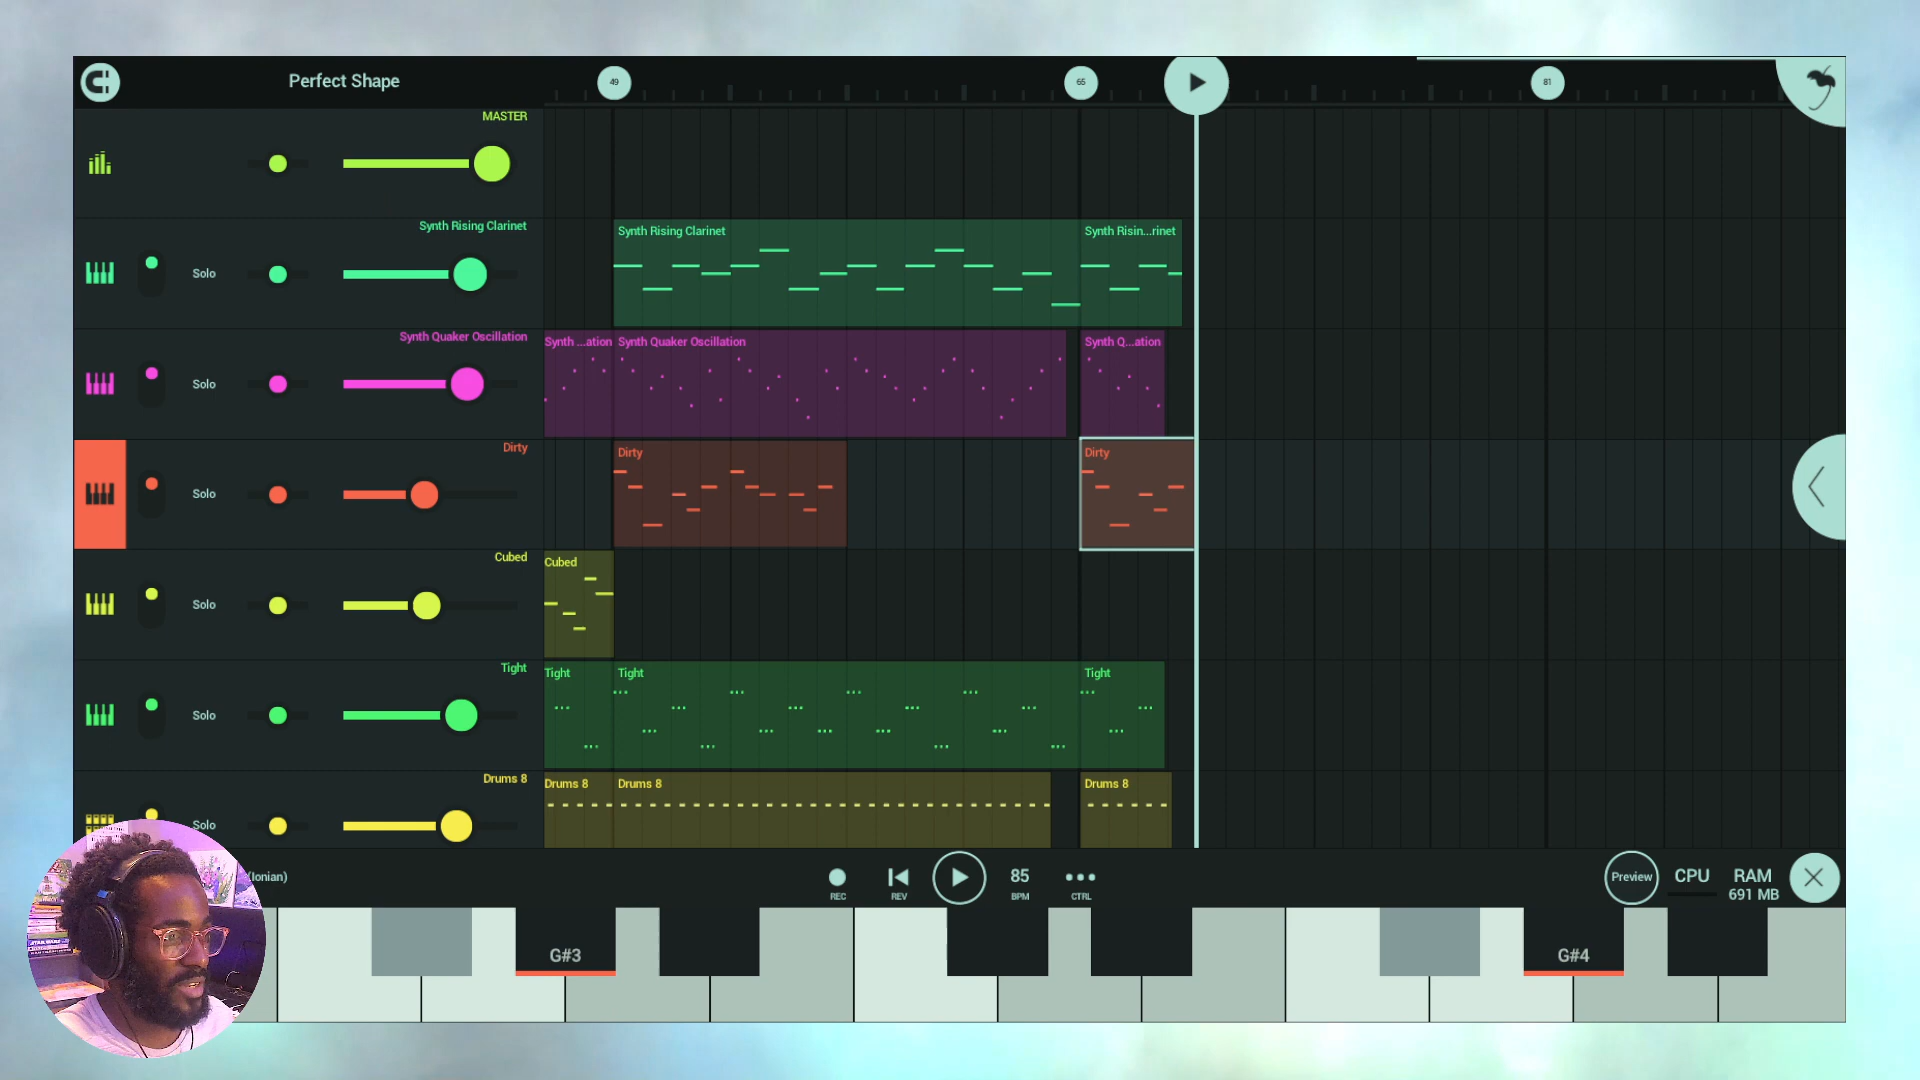 Perfect Shape
49
65
81
MASTER
Synth Rising Clarinet
Solo
Synth Rising Clarinet
Synth Risin...rinet
Synth Quaker Oscillation
Solo
Synth ...ation
Synth Quaker Oscillation
Synth Q...ation
Dirty
Solo
Dirty
Dirty
Cubed
Solo
Cubed
Tight
Solo
Tight
Tight
Tight
Drums 8
Solo
Drums 8
Drums 8
Drums 8
(Ionian)
REC
REV
85
BPM
CTRL
Preview
CPU
RAM
691 MB
G#3
G#4
STAR WARS